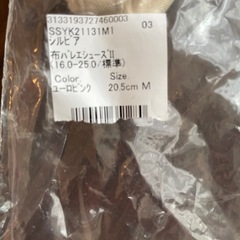 3133193727460003
03
SSYK21131M1
シルビア
布バレエシューズII
(16.0-25.0/標準)
Color. Size.
ユーロピンク 20.5cm M